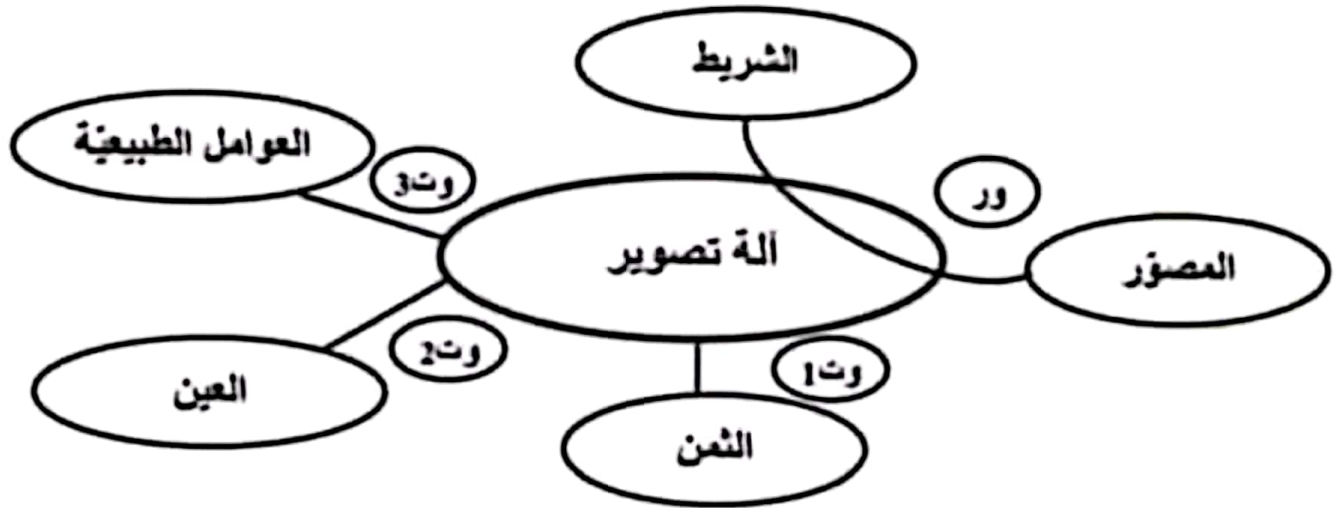 الشريط
العوامل الطبيعيّة
وت3
ور
آلة تصوير
المصوّر
وت2
وت1
العين
الثمن